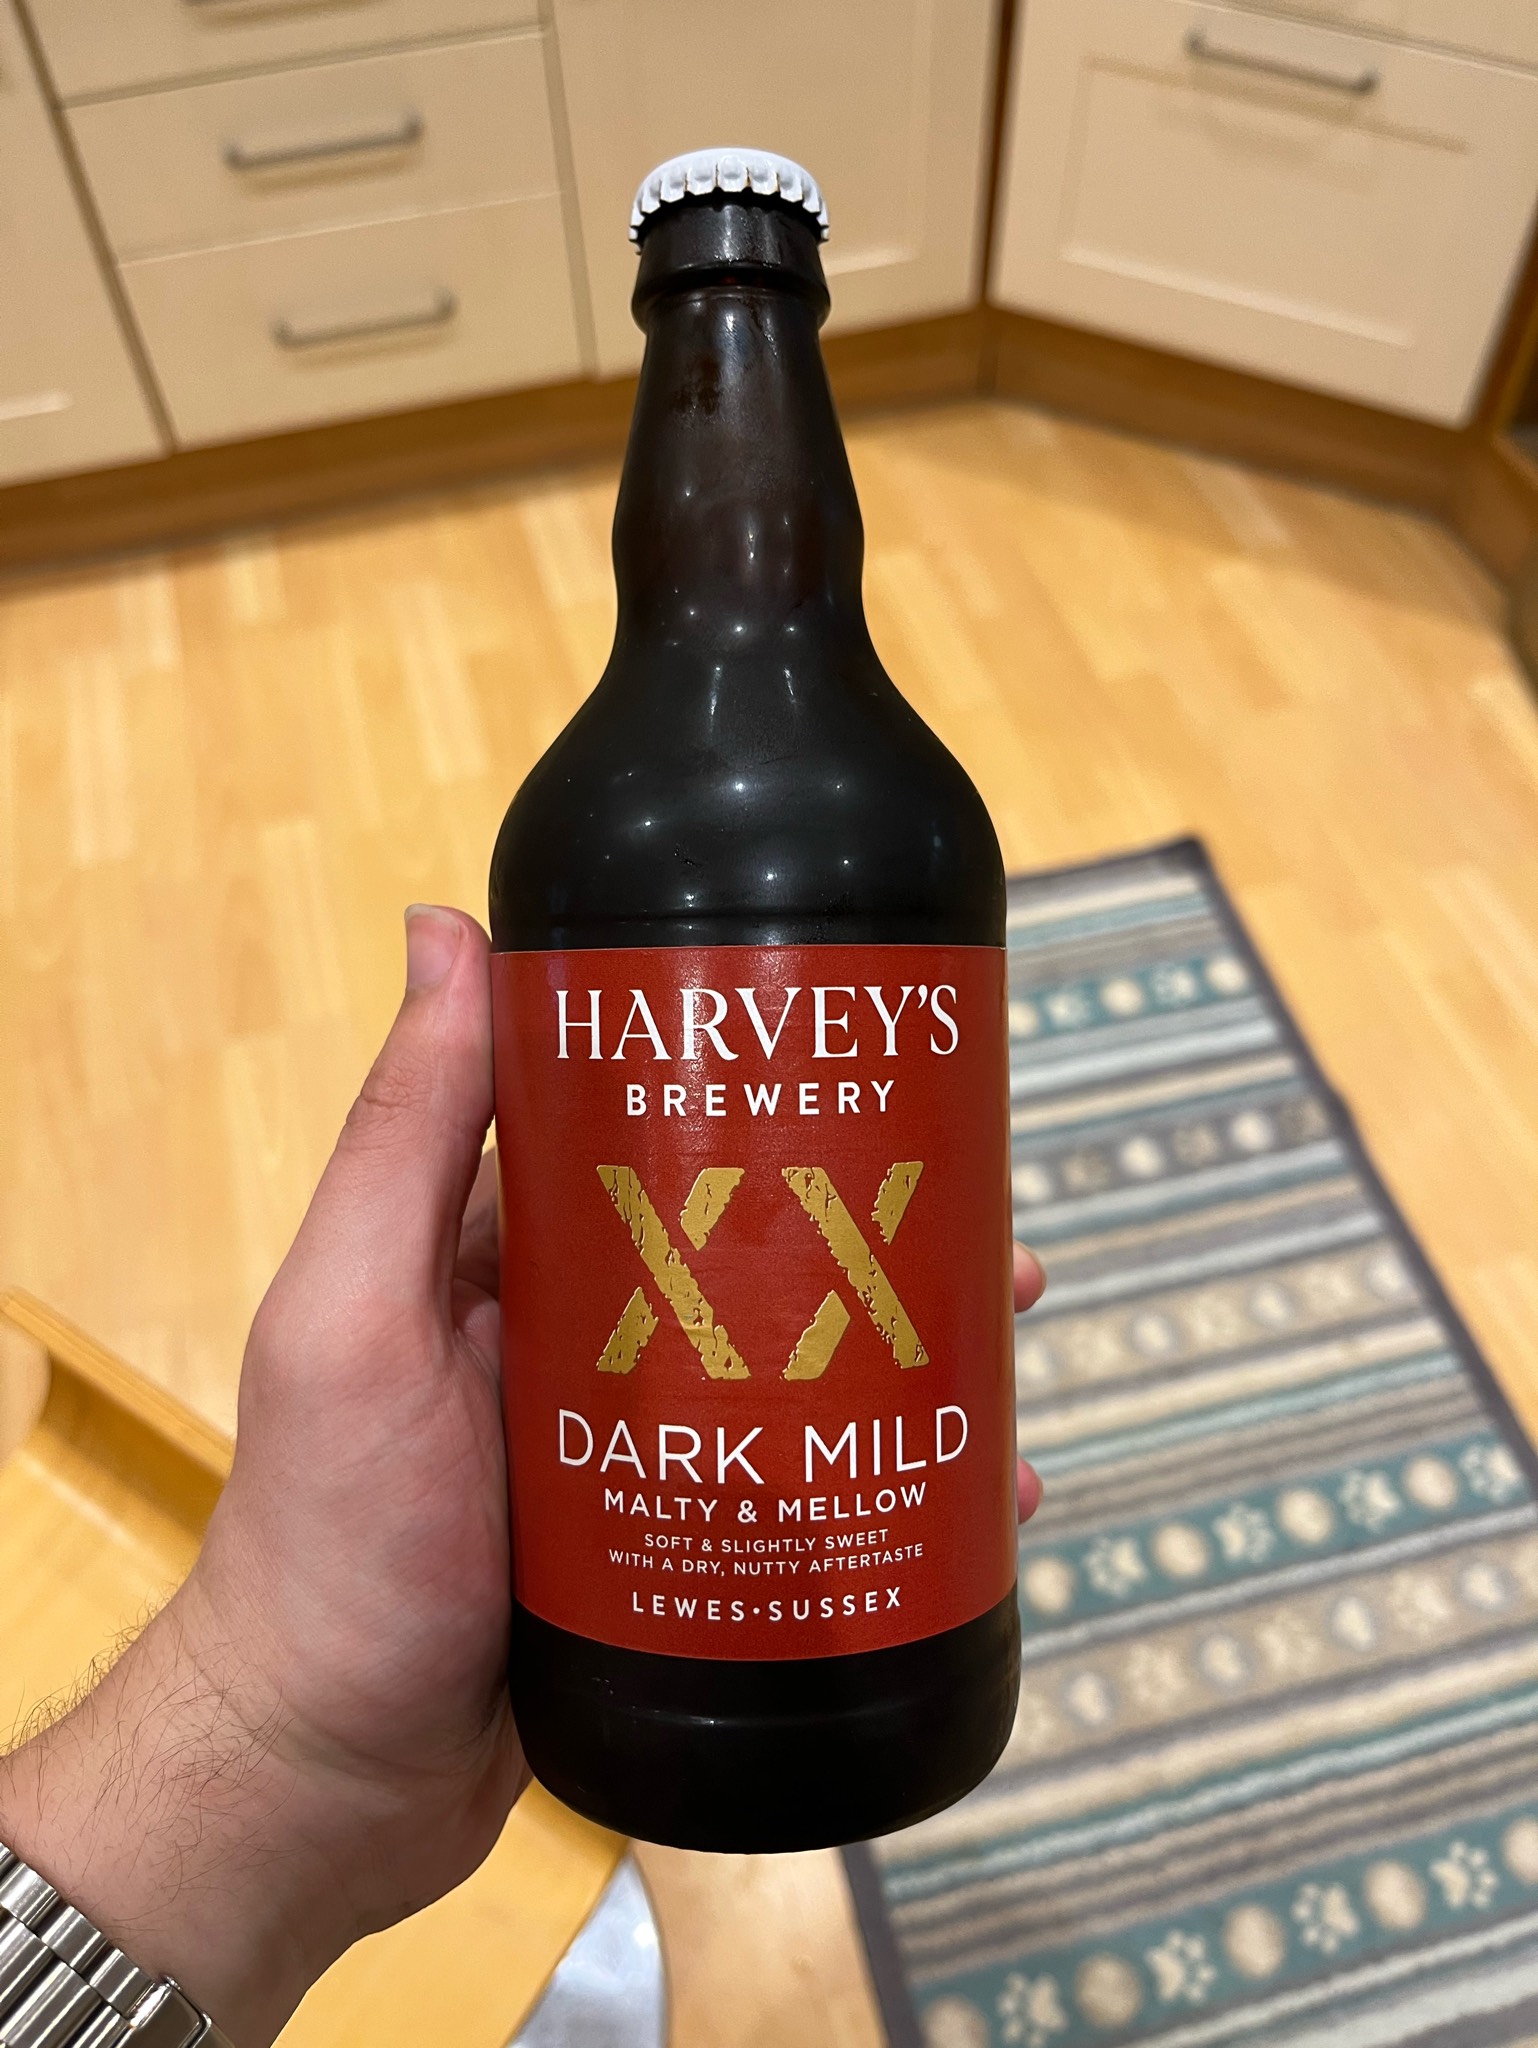 HARVEY'S
BREWERY
XX
DARK MILD
MALTY & MELLOW
SOFT & SLIGHTLY SWEET
WITH A DRY, NUTTY AFTERTASTE
LEWES•SUSSEX